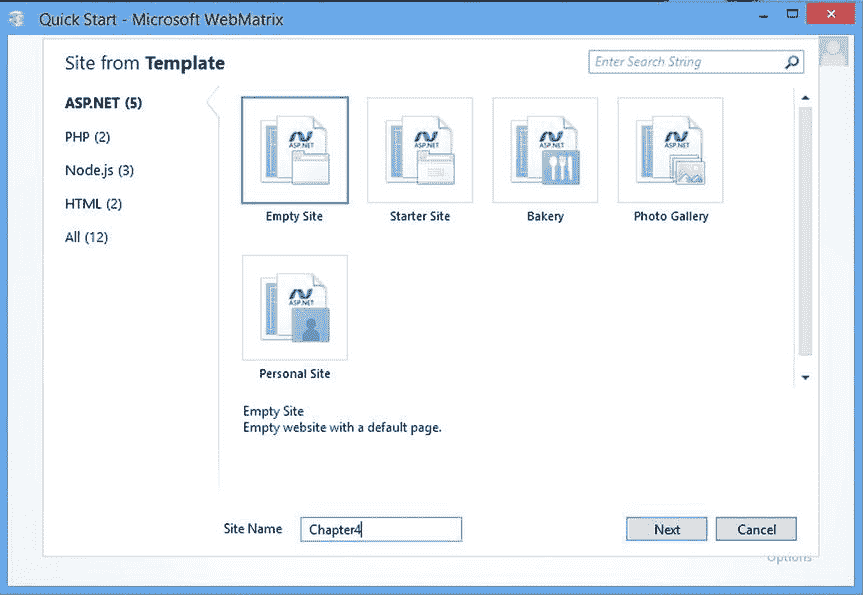 Quick Start - Microsoft WebMatrix
Site from Template
Enter Search String
ASP.NET (5)
PHP (2)
Node.js (3)
HTML (2)
All (12)
ASP.NET
ASP.NET
ASP.NET
ASP.NET
Empty Site
Starter Site
Bakery
Photo Gallery
ASP.NET
Personal Site
Empty Site
Empty website with a default page.
Site Name
Chapter4
Next
Cancel
Options